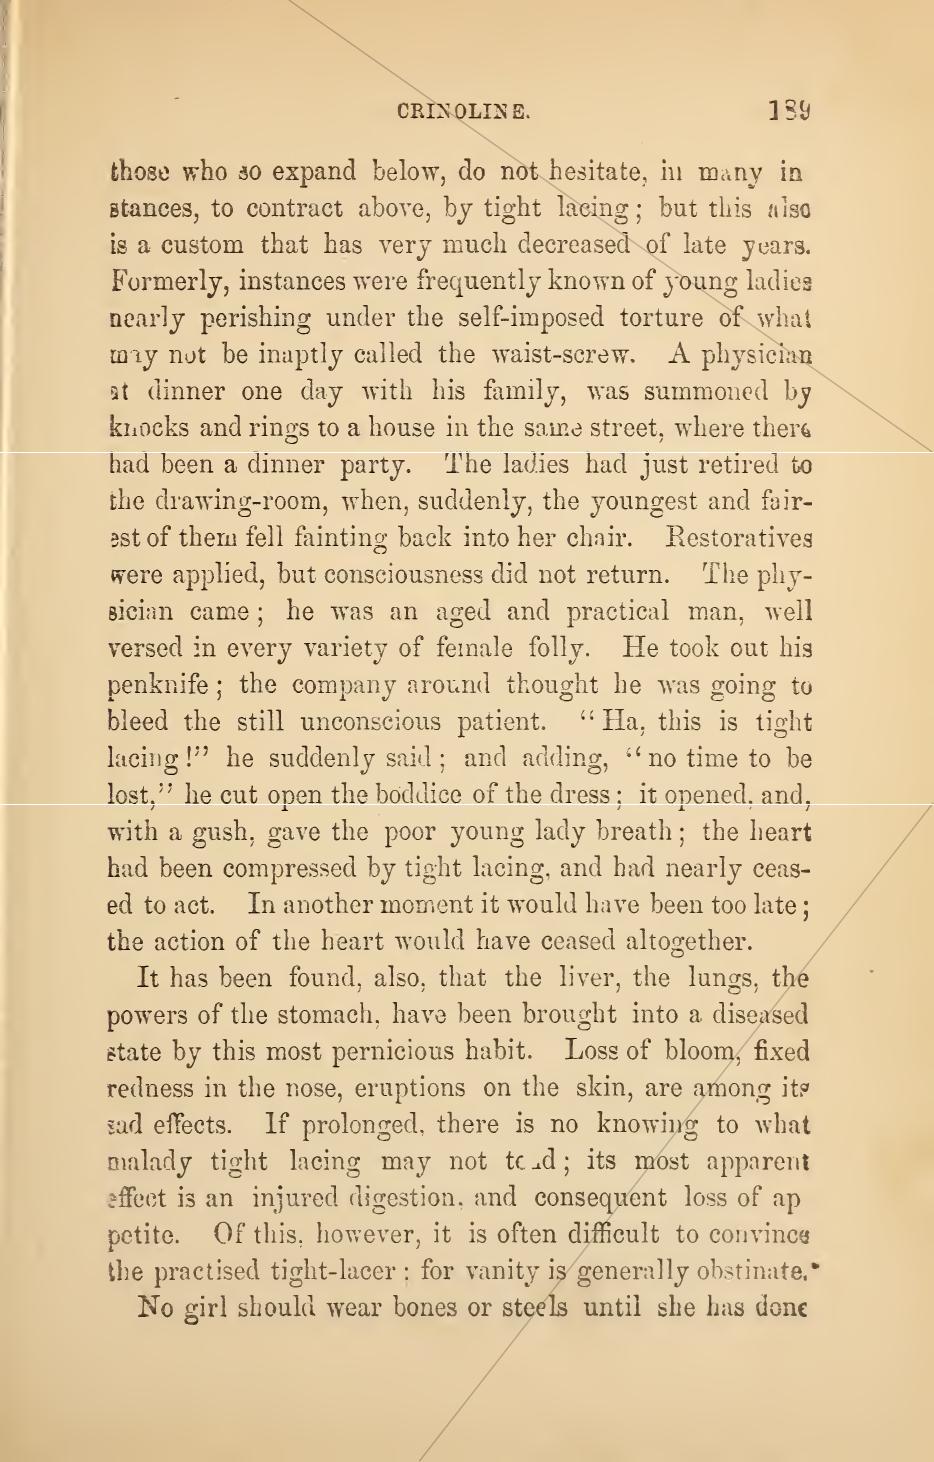 CRINOLINE. 189
those who so expand below, do not hesitate, in many in
stances, to contract above, by tight lacing; but this also
is a custom that has very much decreased of late years.
Formerly, instances were frequently known of young ladies
nearly perishing under the self-imposed torture of what
may not be inaptly called the waist-screw. A physician
at dinner one day with his family, was summoned by
knocks and rings to a house in the same street, where there
had been a dinner party. The ladies had just retired to
the drawing-room, when, suddenly, the youngest and fair-
est of them fell fainting back into her chair. Restoratives
were applied, but consciousness did not return. The phy-
sician came; he was an aged and practical man, well
versed in every variety of female folly. He took out his
penknife; the company around thought he was going to
bleed the still unconscious patient. "Ha, this is tight
lacing!" he suddenly said; and adding, "no time to be
lost," he cut open the boddice of the dress; it opened, and,
with a gush, gave the poor young lady breath; the heart
had been compressed by tight lacing, and had nearly ceas-
ed to act. In another moment it would have been too late;
the action of the heart would have ceased altogether.
It has been found, also, that the liver, the lungs, the
powers of the stomach, have been brought into a diseased
state by this most pernicious habit. Loss of bloom, fixed
redness in the nose, eruptions on the skin, are among its
sad effects. If prolonged, there is no knowing to what
malady tight lacing may not tend; its most apparent
effect is an injured digestion, and consequent loss of ap
petite. Of this, however, it is often difficult to convince
the practised tight-lacer: for vanity is generally obstinate.*
No girl should wear bones or steels until she has done